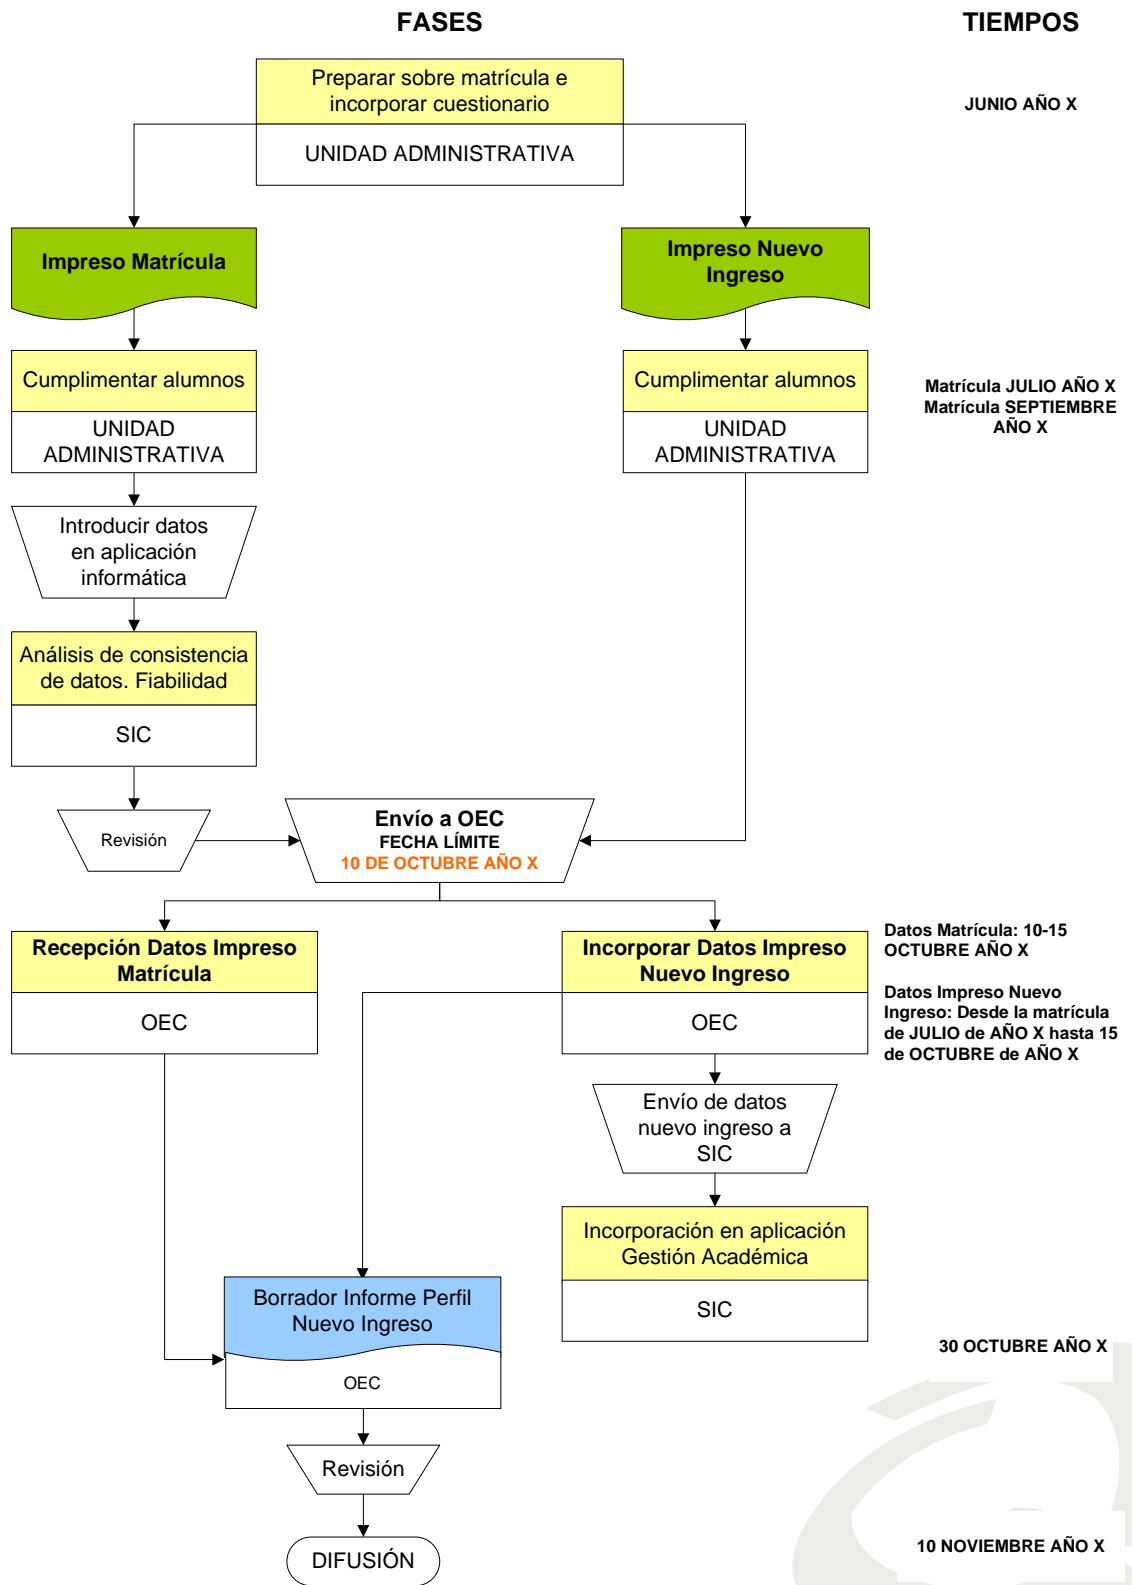 FASES
TIEMPOS
Preparar sobre matrícula e
incorporar cuestionario
UNIDAD ADMINISTRATIVA
JUNIO AÑO X
Impreso Matrícula
Impreso Nuevo
Ingreso
Cumplimentar alumnos
UNIDAD
ADMINISTRATIVA
Cumplimentar alumnos
UNIDAD
ADMINISTRATIVA
Matrícula JULIO AÑO X
Matrícula SEPTIEMBRE
AÑO X
Introducir datos
en aplicación
informática
Análisis de consistencia
de datos. Fiabilidad
SIC
Revisión
Envío a OEC
FECHA LÍMITE
10 DE OCTUBRE AÑO X
Recepción Datos Impreso
Matrícula
OEC
Incorporar Datos Impreso
Nuevo Ingreso
OEC
Datos Matrícula: 10-15
OCTUBRE AÑO X
Datos Impreso Nuevo
Ingreso: Desde la matrícula
de JULIO de AÑO X hasta 15
de OCTUBRE de AÑO X
Envío de datos
nuevo ingreso a
SIC
Incorporación en aplicación
Gestión Académica
SIC
Borrador Informe Perfil
Nuevo Ingreso
OEC
30 OCTUBRE AÑO X
Revisión
DIFUSIÓN
10 NOVIEMBRE AÑO X